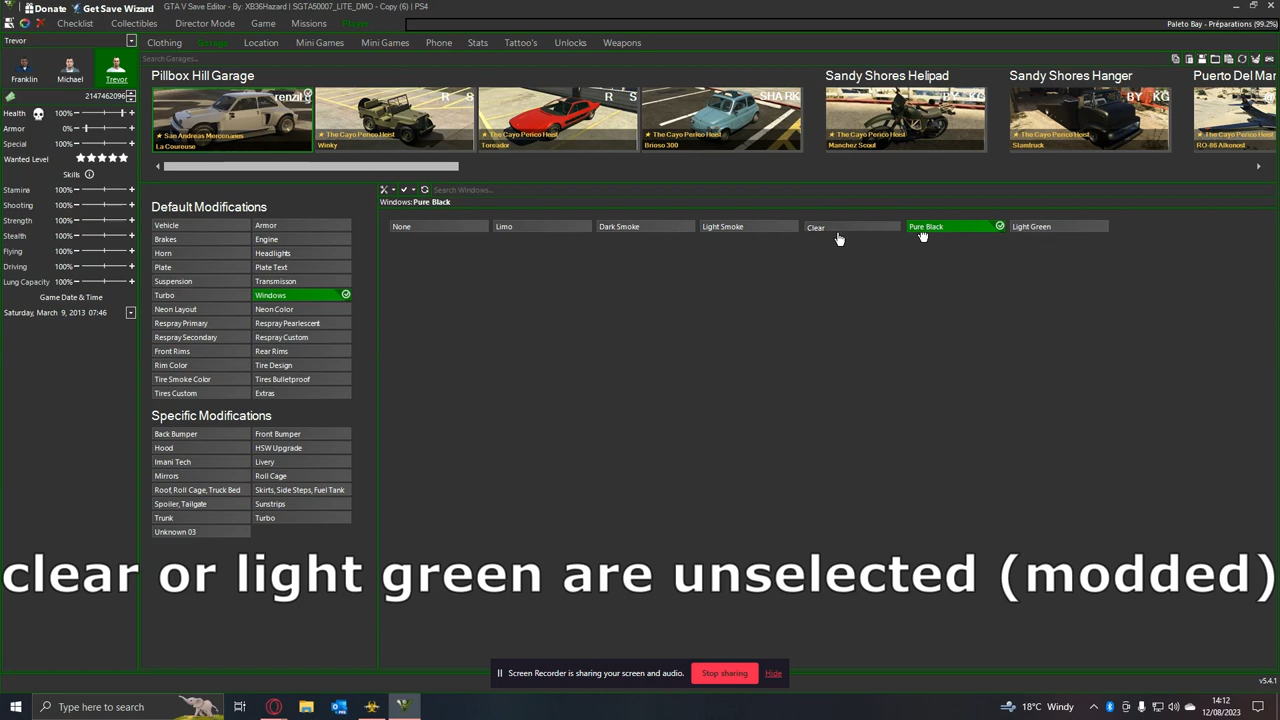 Donate Get Save Wizard
GTA V Save Editor - By: XB36Hazard | SGTA50007_LITE_DMO - Copy (6) | PS4
Checklist Collectibles Director Mode Game Missions Player
Paleto Bay - Préparations (99.2%)
Trevor
Clothing Garage Location Mini Games Mini Games Phone Stats Tattoo's Unlocks Weapons
Search Garages...
Franklin Michael Trevor
2147462096
Health 100%
Armor 0%
Special 100%
Wanted Level
Skills
Stamina 100%
Shooting 100%
Strength 100%
Stealth 100%
Flying 100%
Driving 100%
Lung Capacity 100%
Game Date & Time
Saturday, March 9, 2013 07:46
Pillbox Hill Garage
Sandy Shores Helipad
Sandy Shores Hanger
Puerto Del Mar
★ San Andreas Mercenaries
La Coureuse
R S
★ The Cayo Perico Heist
Winky
R S
★ The Cayo Perico Heist
Toreador
SHARK
★ The Cayo Perico Heist
Brioso 300
BY KG
★ The Cayo Perico Heist
Manchez Scout
BY KG
★ The Cayo Perico Heist
Slamtruck
★ The Cayo Perico
RO-86 Alkonost
Default Modifications
Vehicle Armor
Brakes Engine
Horn Headlights
Plate Plate Text
Suspension Transmisson
Turbo Windows
Neon Layout Neon Color
Respray Primary Respray Pearlescent
Respray Secondary Respray Custom
Front Rims Rear Rims
Rim Color Tire Design
Tire Smoke Color Tires Bulletproof
Tires Custom Extras
Specific Modifications
Back Bumper Front Bumper
Hood HSW Upgrade
Imani Tech Livery
Mirrors Roll Cage
Roof, Roll Cage, Truck Bed Skirts, Side Steps, Fuel Tank
Spoiler, Tailgate Sunstrips
Trunk Turbo
Unknown 03
Search Windows...
Windows:Pure Black
None Limo Dark Smoke Light Smoke Clear Pure Black Light Green
clear or light green are unselected (modded)
Screen Recorder is sharing your screen and audio. Stop sharing Hide
v5.4.1
Type here to search
18°C Windy
14:12
12/08/2023